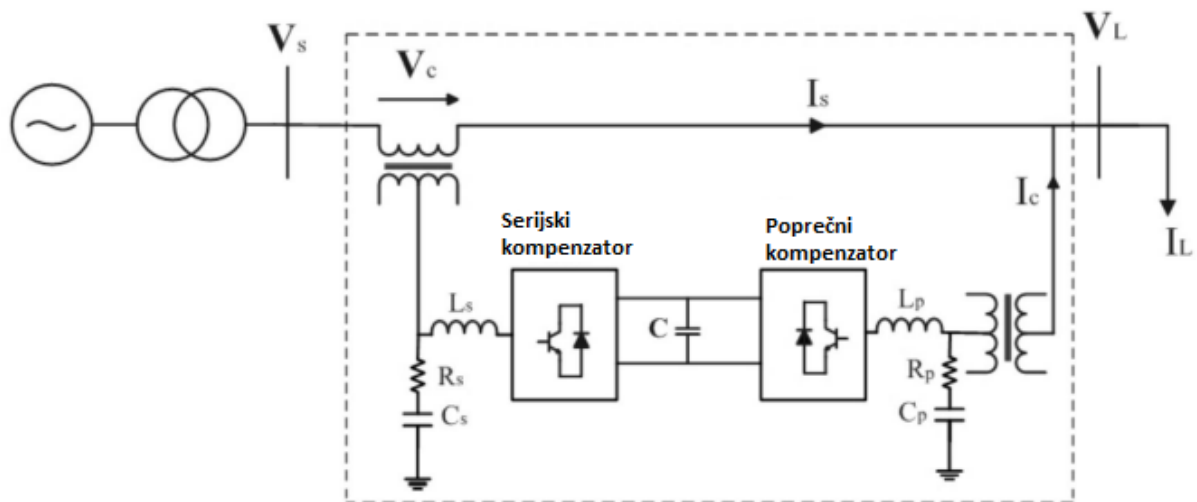 Vs
Vc
Is
VL
Ic
IL
Serijski
kompenzator
Poprečni
kompenzator
Ls
C
Lp
Rs
Rp
Cs
Cp